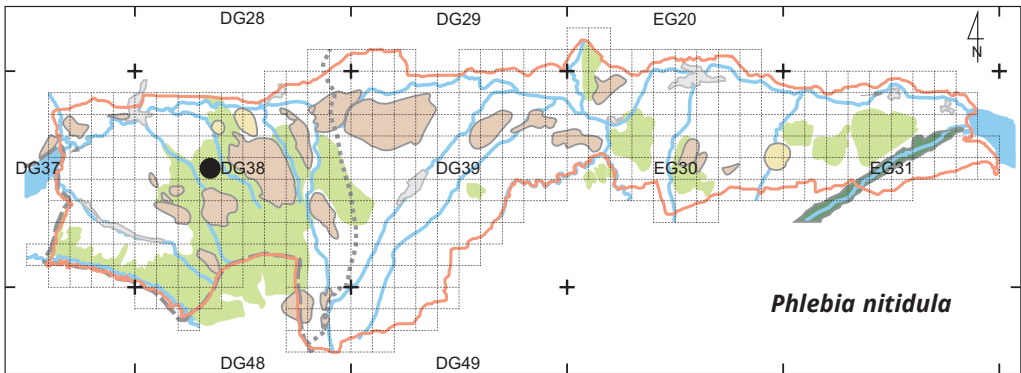 DG28 DG29 EG20
N
DG37 DG38 DG39 EG30 EG31
Phlebia nitidula
DG48 DG49